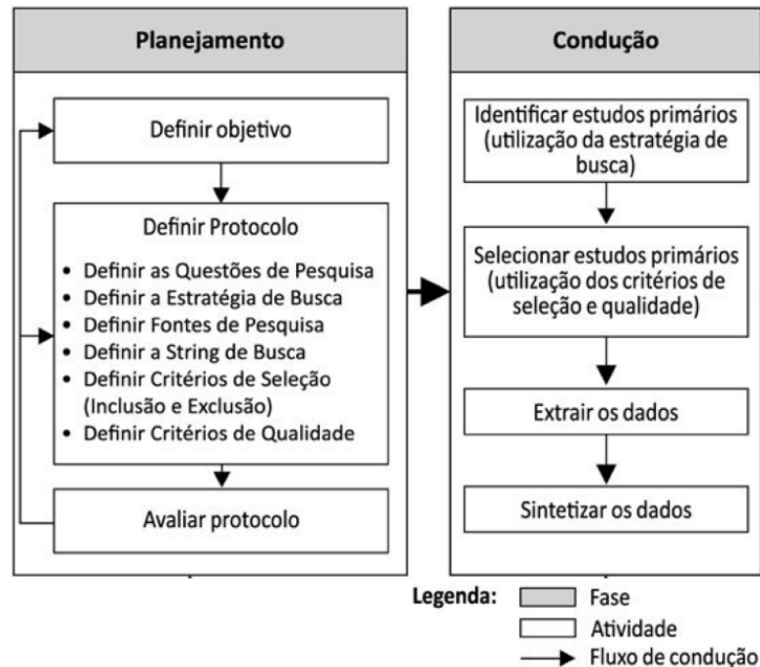 Planejamento
Definir objetivo
Definir Protocolo
• Definir as Questões de Pesquisa
• Definir a Estratégia de Busca
• Definir Fontes de Pesquisa
• Definir a String de Busca
• Definir Critérios de Seleção
(Inclusão e Exclusão)
• Definir Critérios de Qualidade
Avaliar protocolo
Condução
Identificar estudos primários
(utilização da estratégia de
busca)
Selecionar estudos primários
(utilização dos critérios de
seleção e qualidade)
Extrair os dados
Sintetizar os dados
Legenda:
Fase
Atividade
Fluxo de condução